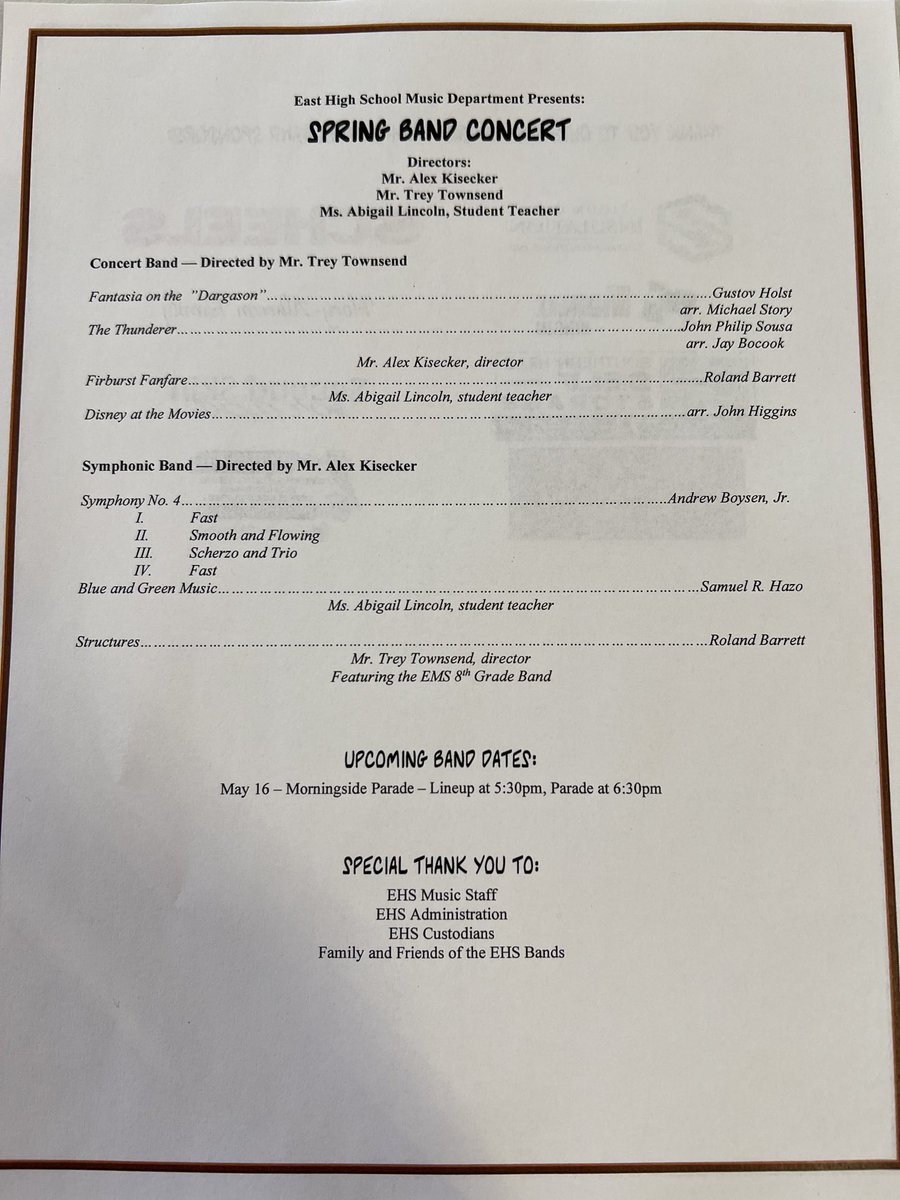 East High School Music Department Presents:
SPRING BAND CONCERT
Directors:
Mr. Alex Kisecker
Mr. Trey Townsend
Ms. Abigail Lincoln, Student Teacher
Concert Band — Directed by Mr. Trey Townsend
Fantasia on the "Dargason"..........Gustov Holst
arr. Michael Story
The Thunderer..........John Philip Sousa
arr. Jay Bocook
Mr. Alex Kisecker, director
Firburst Fanfare..........Roland Barrett
Ms. Abigail Lincoln, student teacher
Disney at the Movies..........arr. John Higgins
Symphonic Band — Directed by Mr. Alex Kisecker
Symphony No. 4..........Andrew Boysen, Jr.
I. Fast
II. Smooth and Flowing
III. Scherzo and Trio
IV. Fast
Blue and Green Music..........Samuel R. Hazo
Ms. Abigail Lincoln, student teacher
Structures..........Roland Barrett
Mr. Trey Townsend, director
Featuring the EMS 8th Grade Band
UPCOMING BAND DATES:
May 16 – Morningside Parade – Lineup at 5:30pm, Parade at 6:30pm
SPECIAL THANK YOU TO:
EHS Music Staff
EHS Administration
EHS Custodians
Family and Friends of the EHS Bands